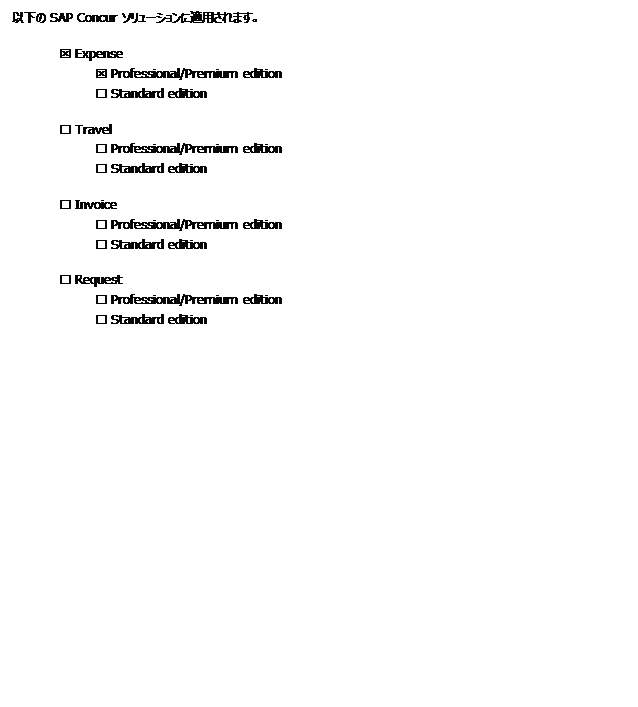 以下の SAP Concur ソリューションに適用されます。
☒ Expense
☒ Professional/Premium edition
☐ Standard edition
☐ Travel
☐ Professional/Premium edition
☐ Standard edition
☐ Invoice
☐ Professional/Premium edition
☐ Standard edition
☐ Request
☐ Professional/Premium edition
☐ Standard edition